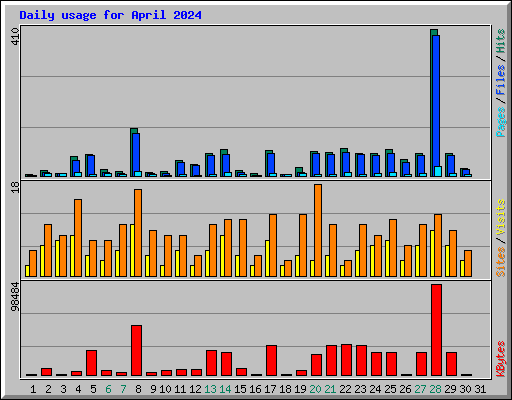 Daily usage for April 2024
410
Pages / Files / Hits
18
Sites / Visits
98484
KBytes
1 2 3 4 5 6 7 8 9 10 11 12 13 14 15 16 17 18 19 20 21 22 23 24 25 26 27 28 29 30 31